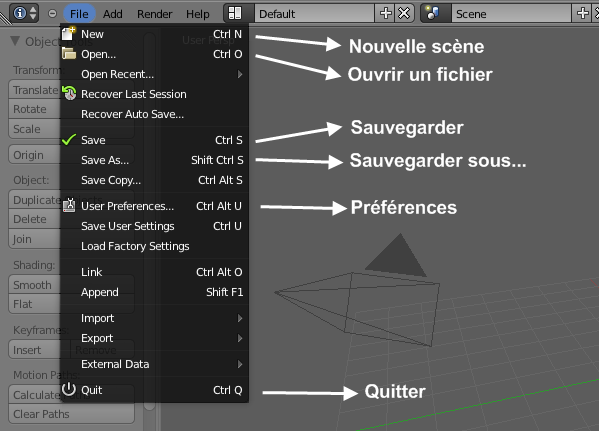 File Add Render Help Default Scene
Object
User Persp
New Ctrl N Nouvelle scène
Transform
Open... Ctrl O Ouvrir un fichier
Open Recent...
Translate
Recover Last Session
Rotate
Recover Auto Save...
Scale
Save Ctrl S Sauvegarder
Origin
Save As... Shift Ctrl S Sauvegarder sous...
Object:
Save Copy... Ctrl Alt S
Duplicate
User Preferences... Ctrl Alt U Préférences
Delete
Save User Settings Ctrl U
Join
Load Factory Settings
Shading:
Link Ctrl Alt O
Smooth
Append Shift F1
Flat
Import
Keyframes:
Export
Insert Remove
External Data
Motion Paths:
Quit Ctrl Q Quitter
Calculate
Clear Paths